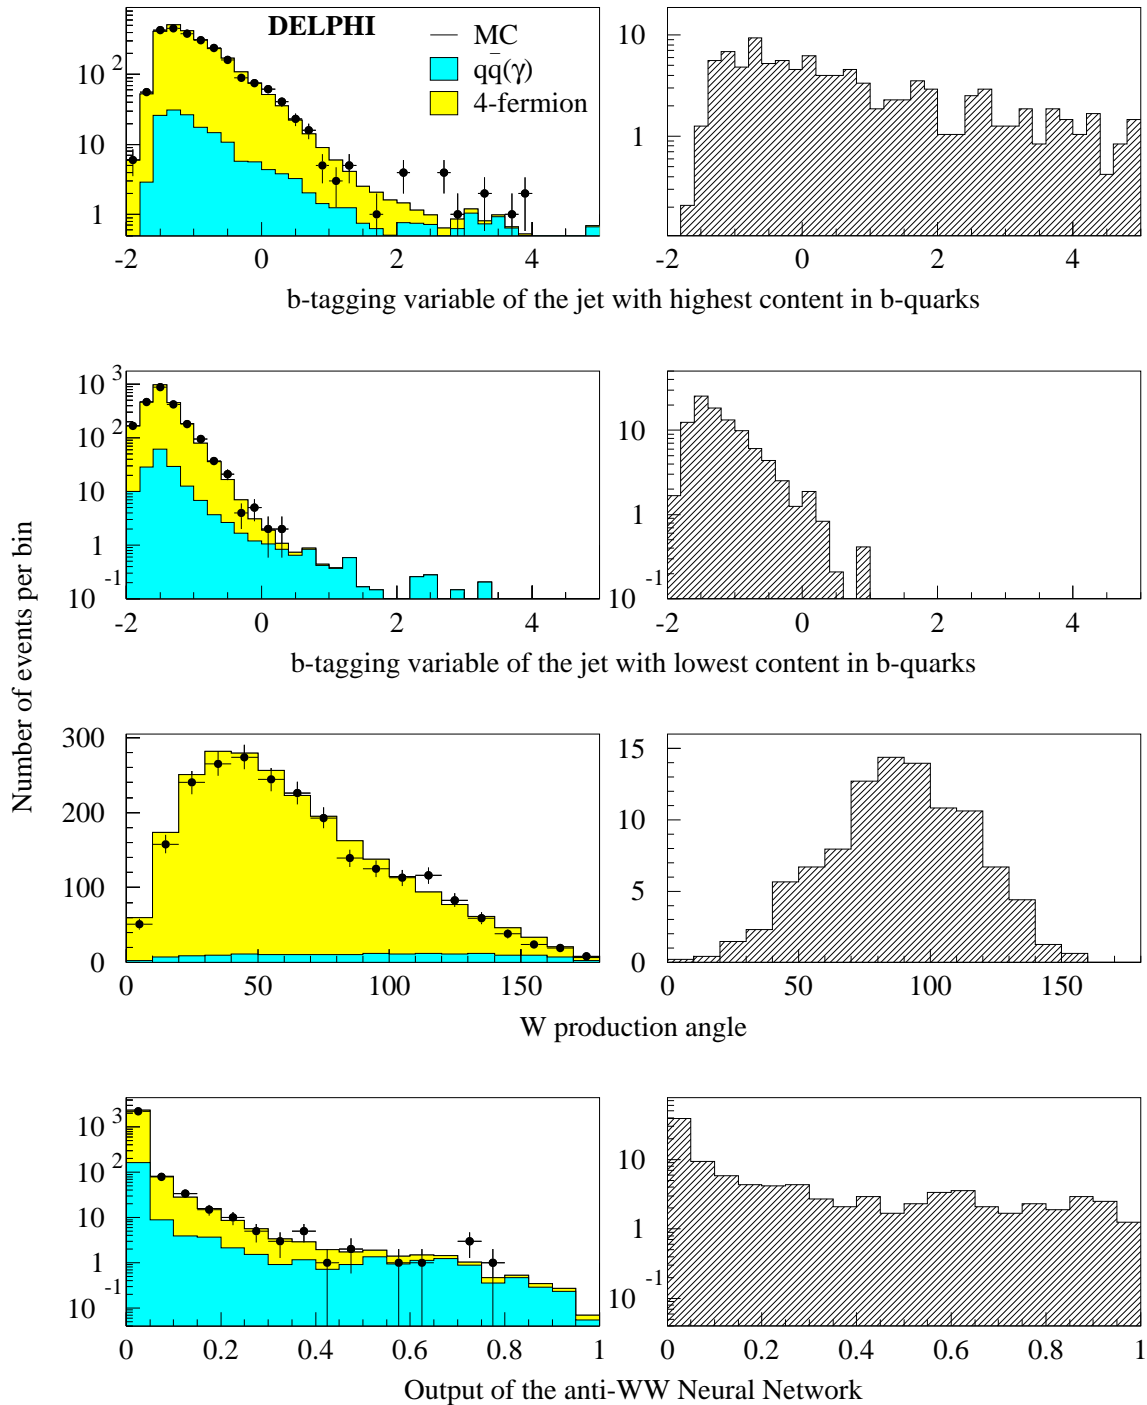 DELPHI
MC
qq̄(γ)
4-fermion
10²
10
1
-2 0 2 4
10
1
-2 0 2 4
b-tagging variable of the jet with highest content in b-quarks
10³
10²
10
1
10⁻¹
-2 0 2 4
10
1
10⁻¹
-2 0 2 4
b-tagging variable of the jet with lowest content in b-quarks
Number of events per bin
300
200
100
0
0 50 100 150
15
10
5
0
0 50 100 150
W production angle
10³
10²
10
1
10⁻¹
0 0.2 0.4 0.6 0.8 1
10
1
10⁻¹
0 0.2 0.4 0.6 0.8 1
Output of the anti-WW Neural Network